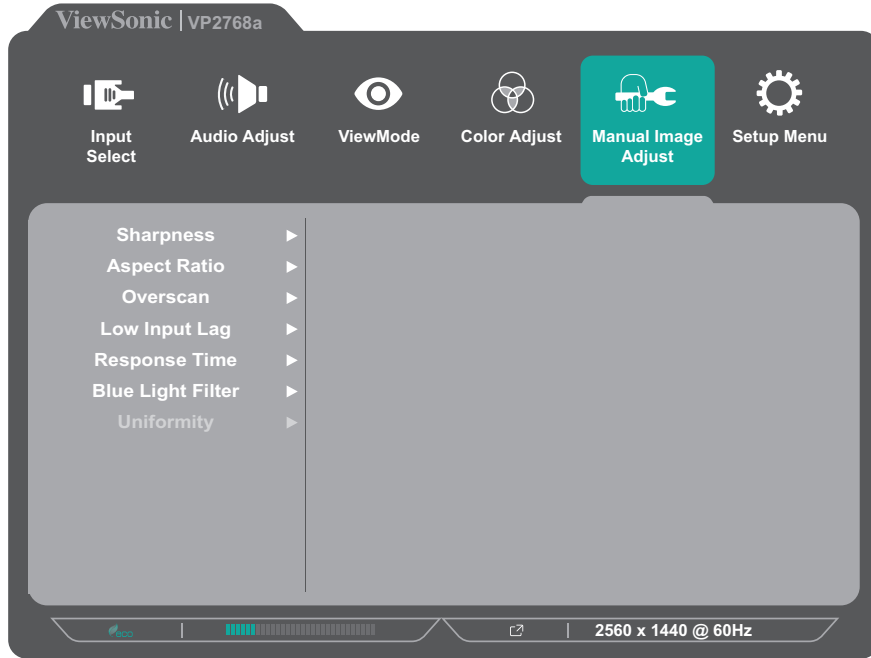 ViewSonic | VP2768a
Input Select
Audio Adjust
ViewMode
Color Adjust
Manual Image Adjust
Setup Menu
Sharpness
Aspect Ratio
Overscan
Low Input Lag
Response Time
Blue Light Filter
Uniformity
eco
2560 x 1440 @ 60Hz